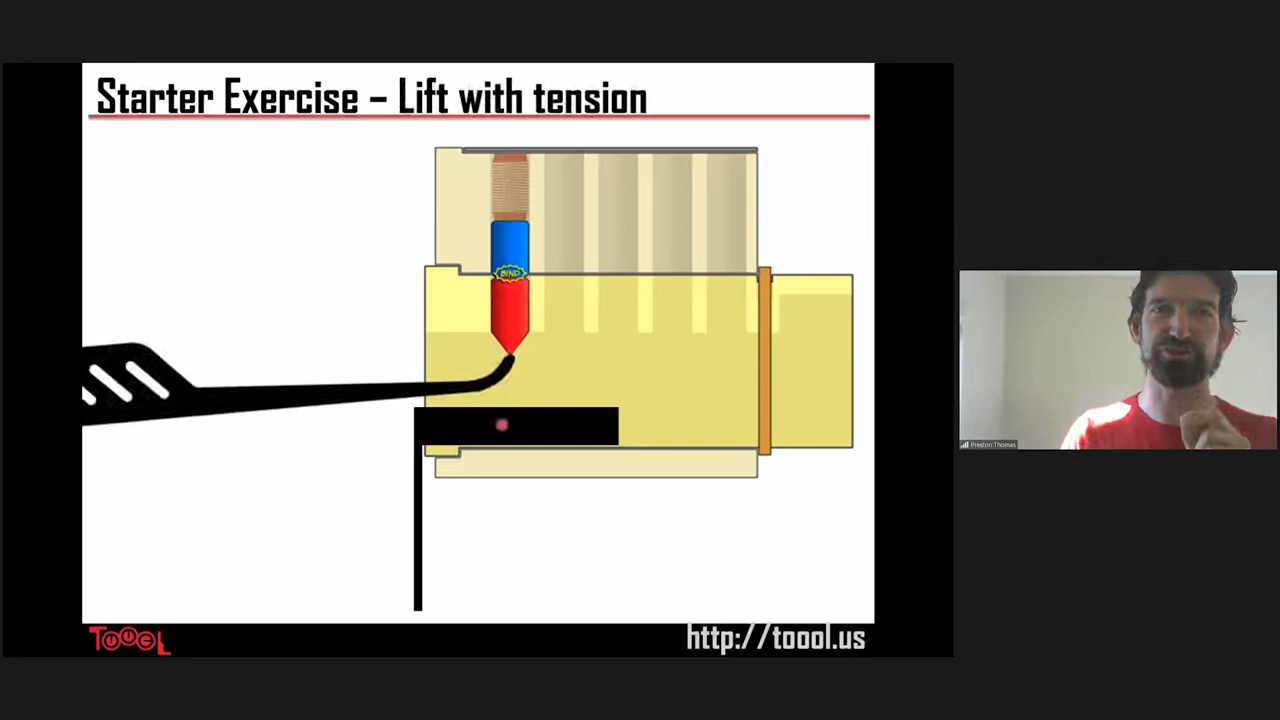 Starter Exercise – Lift with tension
BIND
Preston Thomas
TOOOL
http://toool.us